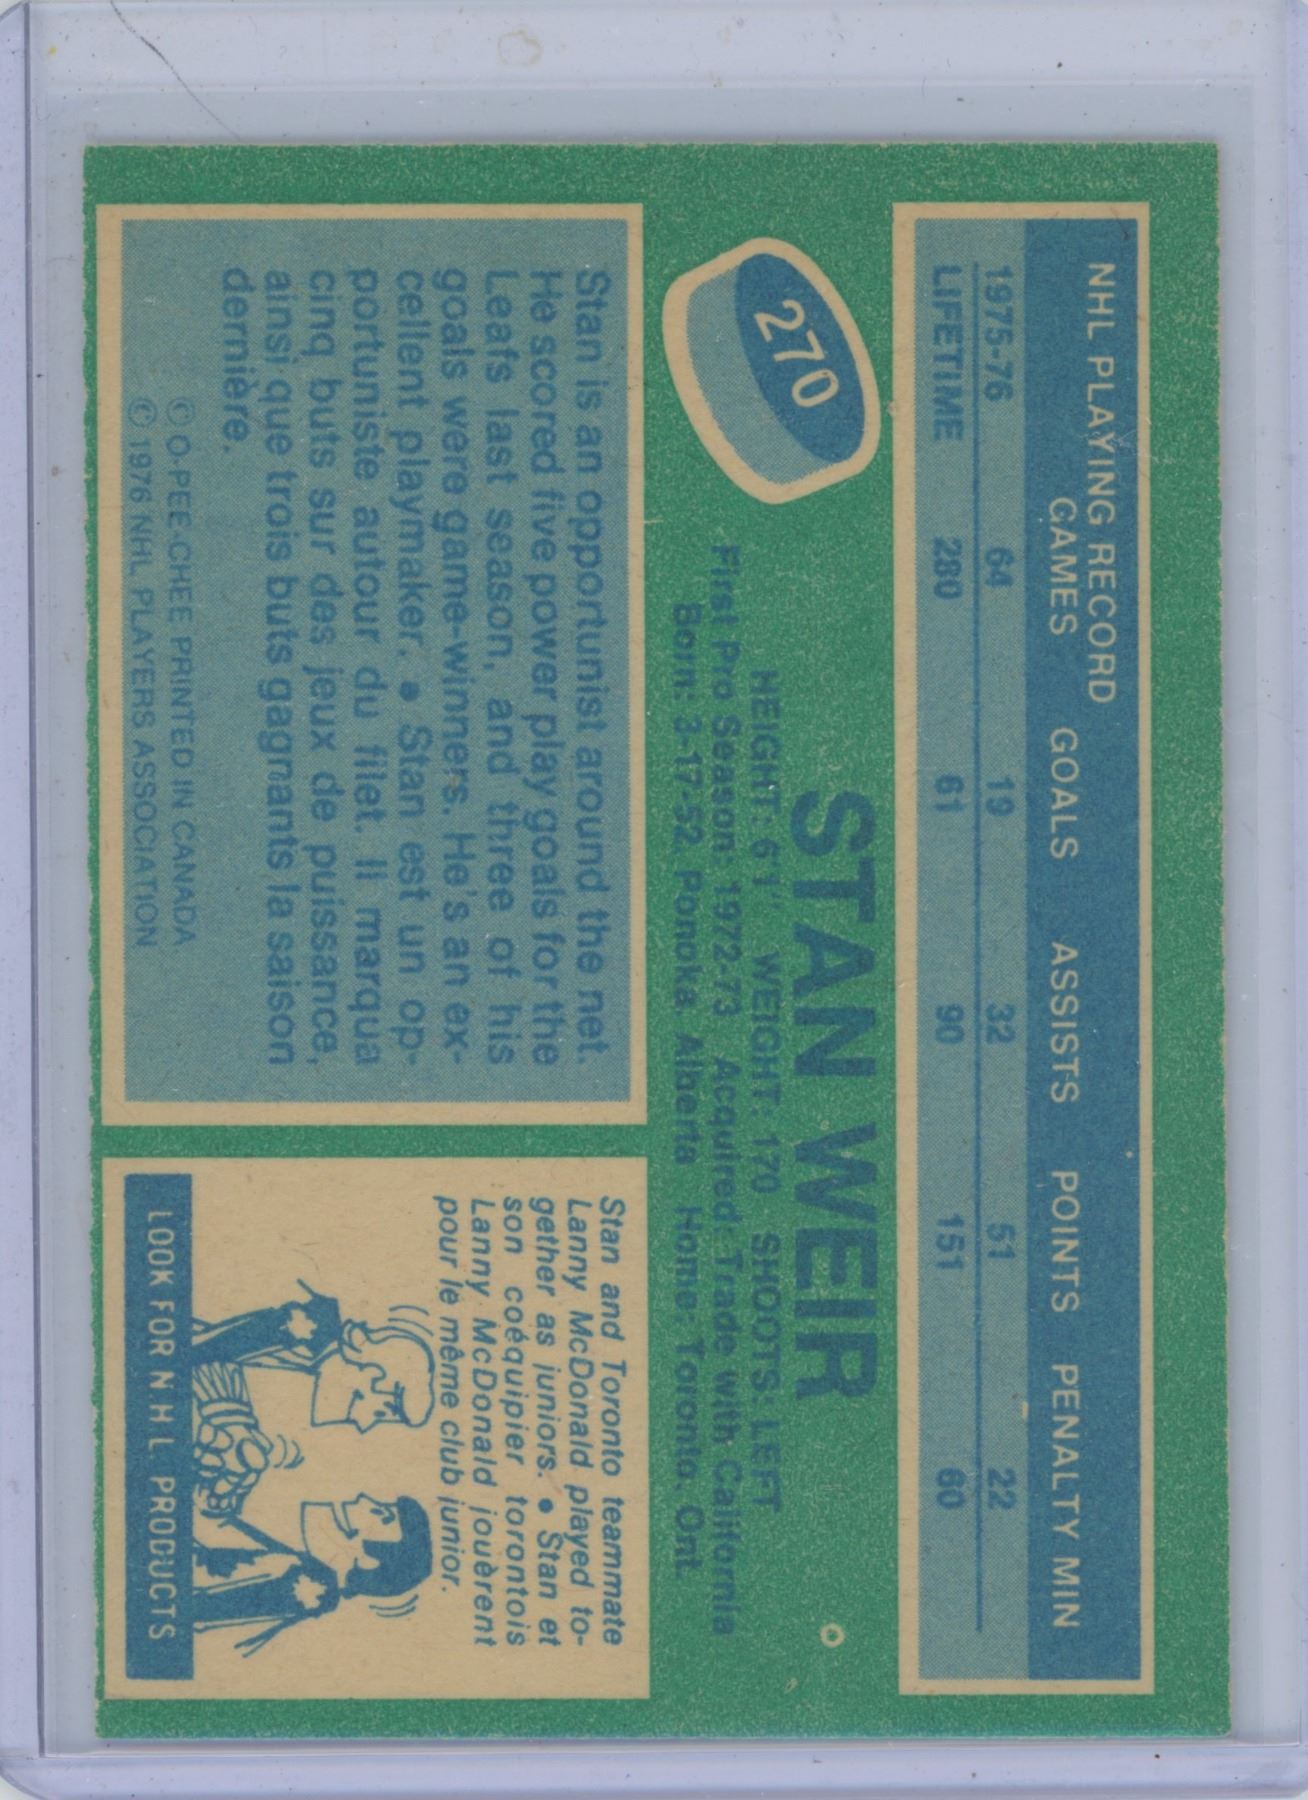 NHL PLAYING RECORD
GAMES GOALS ASSISTS POINTS PENALTY MIN
1975-76 64 19 32 51 22
LIFETIME 280 61 90 151 60
270
STAN WEIR
HEIGHT: 6'1" WEIGHT: 170 SHOOTS: LEFT
First Pro Season: 1972-73 Acquired: Trade with California
Born: 3-17-52, Ponoka, Alberta Home: Toronto, Ont.
Stan is an opportunist around the net.
He scored five power play goals for the
Leafs last season, and three of his
goals were game-winners. He's an ex-
cellent playmaker. • Stan est un op-
portuniste autour du filet. Il marqua
cinq buts sur des jeux de puissance,
ainsi que trois buts gagnants la saison
dernière.
© O-PEE-CHEE PRINTED IN CANADA
© 1976 NHL PLAYERS ASSOCIATION
Stan and Toronto teammate
Lanny McDonald played to-
gether as juniors. • Stan et
son coéquipier torontois
Lanny McDonald jouèrent
pour le même club junior.
LOOK FOR NHL PRODUCTS